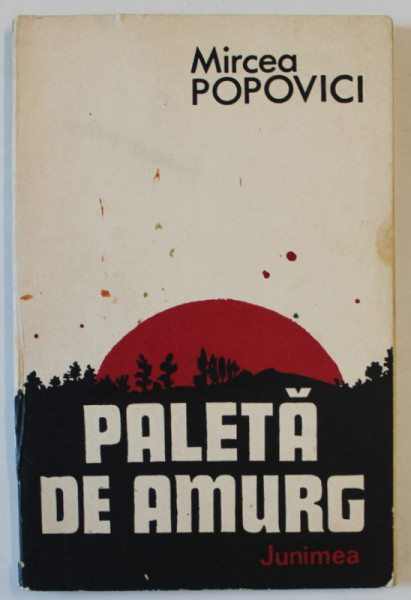 Mircea
POPOVICI
PALETĂ
DE AMURG
Junimea